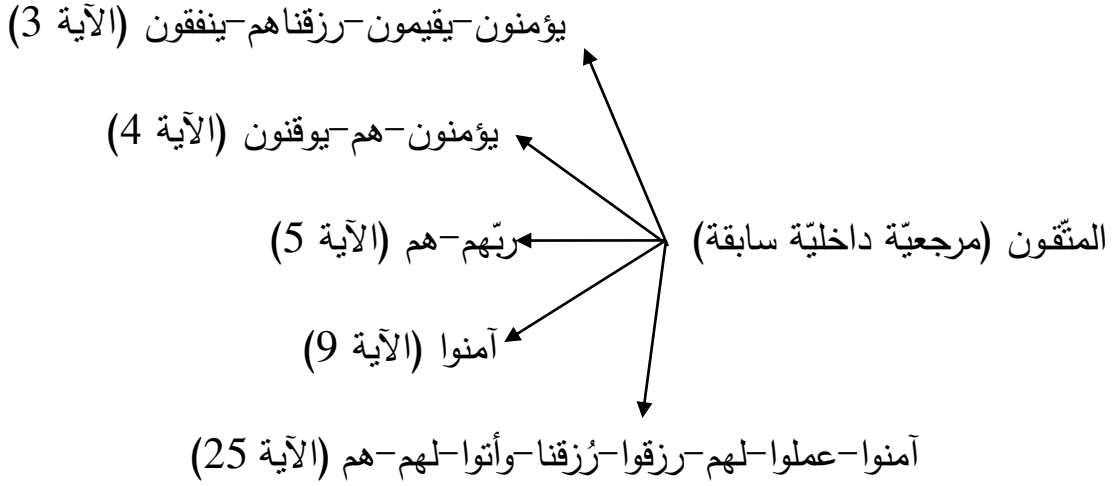 يؤمنون-يقيمون-رزقناهم-ينفقون (الآية 3)
يؤمنون-هم-يوقنون (الآية 4)
المتّقون (مرجعيّة داخليّة سابقة) ربّهم-هم (الآية 5)
آمنوا (الآية 9)
آمنوا-عملوا-لهم-رزقوا-رُزقنا-وأتوا-لهم-هم (الآية 25)